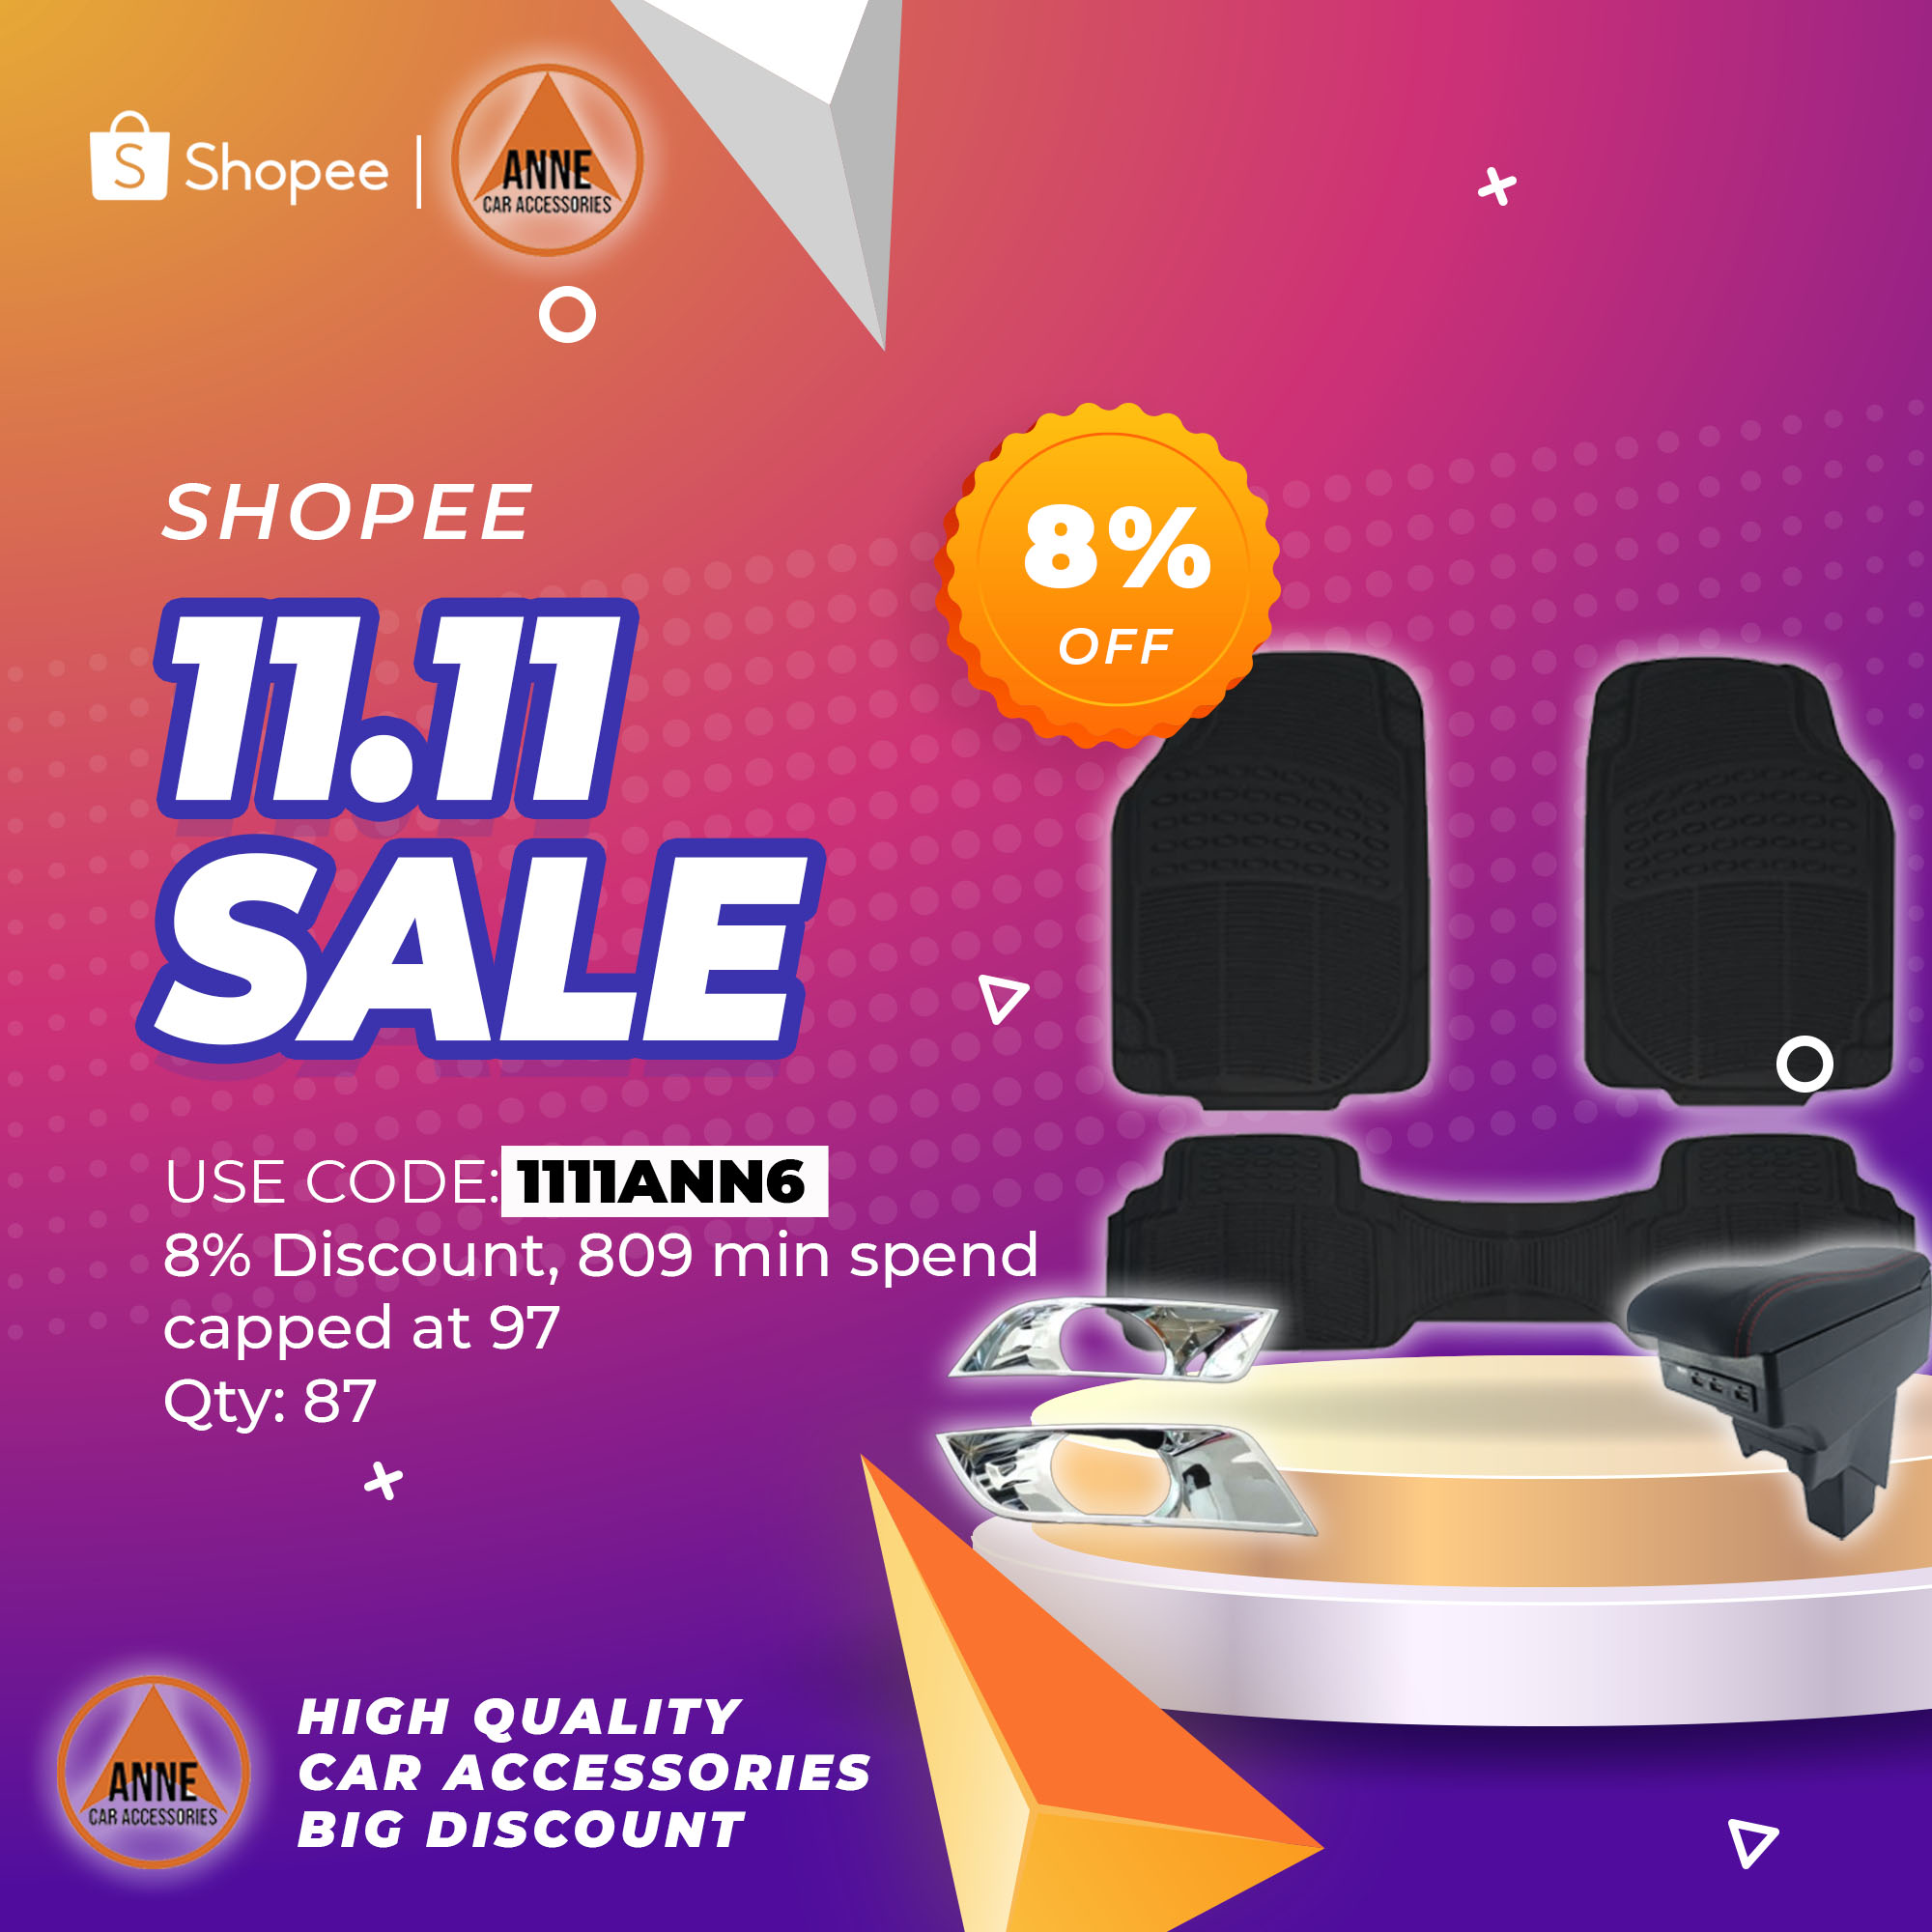 S Shopee
ANNE
CAR ACCESSORIES
SHOPEE
11.11
SALE
8%
OFF
USE CODE: 1111ANN6
8% Discount, 809 min spend
capped at 97
Qty: 87
ANNE
CAR ACCESSORIES
HIGH QUALITY
CAR ACCESSORIES
BIG DISCOUNT